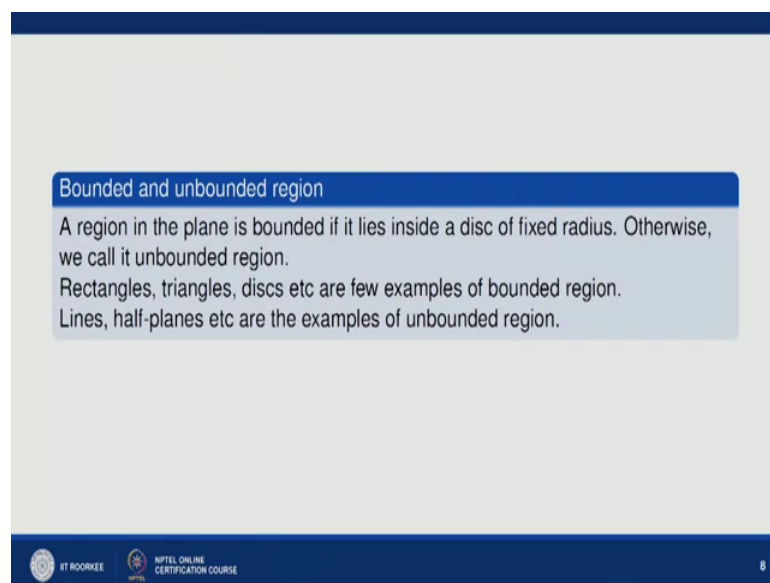 Bounded and unbounded region
A region in the plane is bounded if it lies inside a disc of fixed radius. Otherwise,
we call it unbounded region.
Rectangles, triangles, discs etc are few examples of bounded region.
Lines, half-planes etc are the examples of unbounded region.
IIT ROORKEE
NPTEL
NPTEL ONLINE
CERTIFICATION COURSE
8